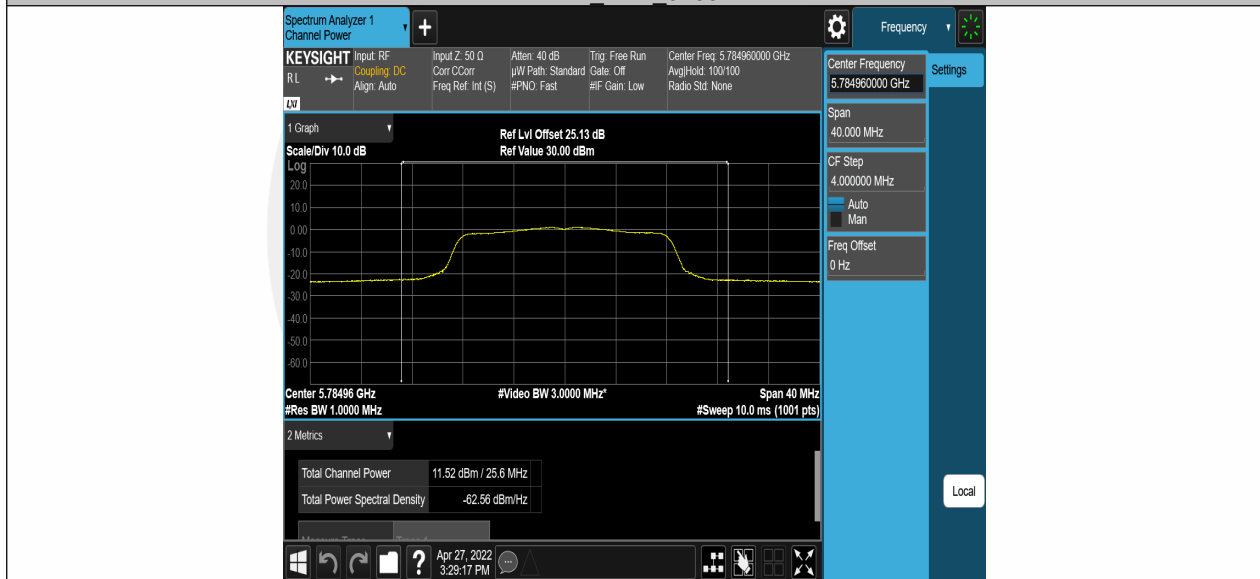 Spectrum Analyzer 1
Channel Power
+
Frequency
KEYSIGHT
RL
LXI
Input: RF
Coupling: DC
Align: Auto
Input Z: 50 Ω
Corr CCorr
Freq Ref: Int (S)
Atten: 40 dB
µW Path: Standard
#PNO: Fast
Trig: Free Run
Gate: Off
#IF Gain: Low
Center Freq: 5.784960000 GHz
Avg|Hold: 100/100
Radio Std: None
Center Frequency
5.784960000 GHz
Settings
Span
40.000 MHz
CF Step
4.000000 MHz
Auto
Man
Freq Offset
0 Hz
Local
1 Graph
Scale/Div 10.0 dB
Ref Lvl Offset 25.13 dB
Ref Value 30.00 dBm
Log
20.0
10.0
0.00
-10.0
-20.0
-30.0
-40.0
-50.0
-60.0
Center 5.78496 GHz
#Res BW 1.0000 MHz
#Video BW 3.0000 MHz*
Span 40 MHz
#Sweep 10.0 ms (1001 pts)
2 Metrics
Total Channel Power 11.52 dBm / 25.6 MHz
Total Power Spectral Density -62.56 dBm/Hz
?
Apr 27, 2022
3:29:17 PM